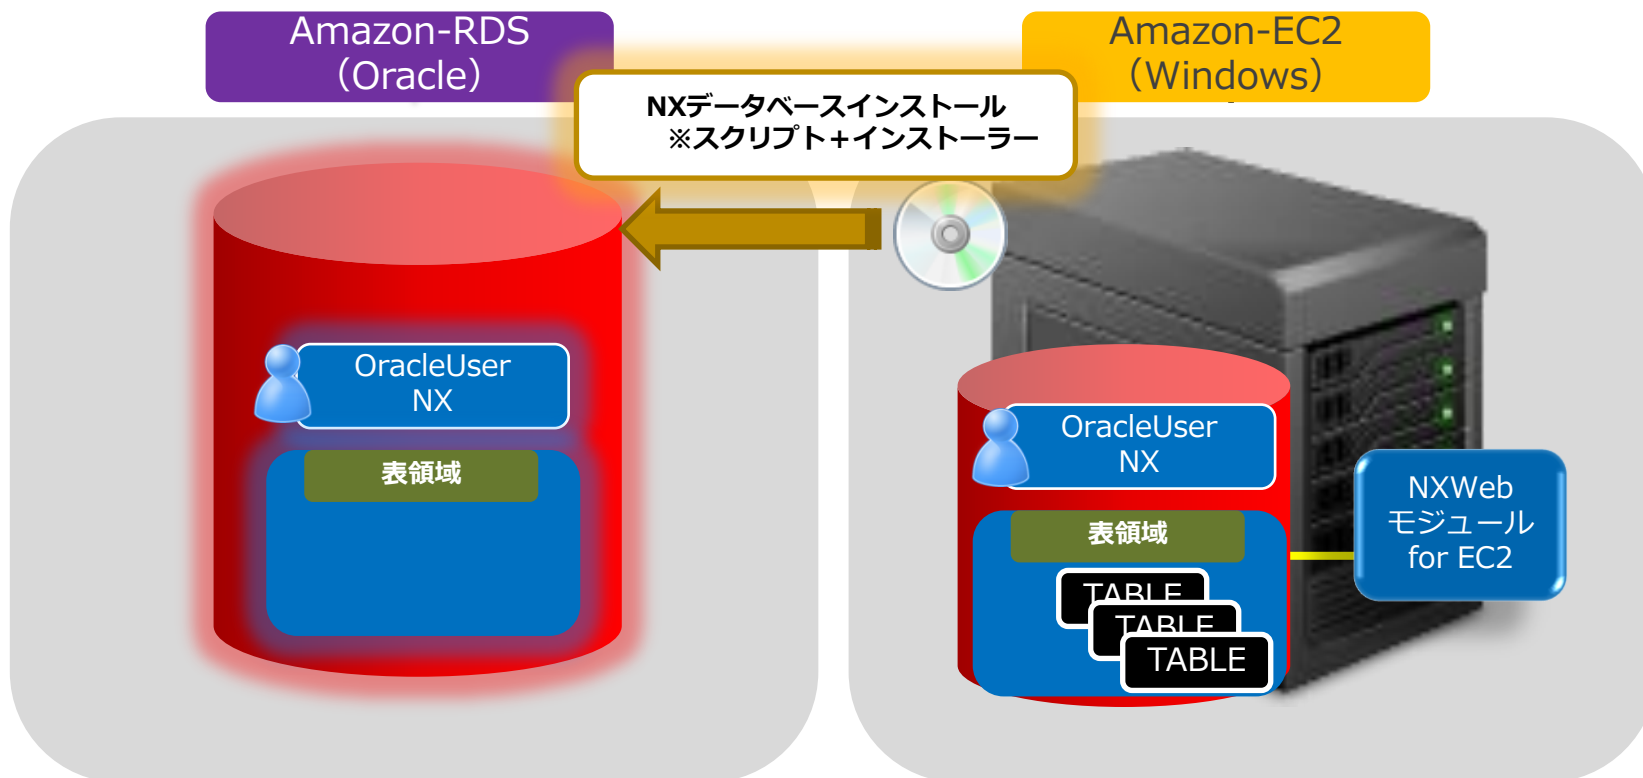 Amazon-RDS
（Oracle）
Amazon-EC2
（Windows）
NXデータベースインストール
※スクリプト＋インストーラー
OracleUser
NX
表領域
OracleUser
NX
表領域
TABLE
TABLE
TABLE
NXWeb
モジュール
for EC2